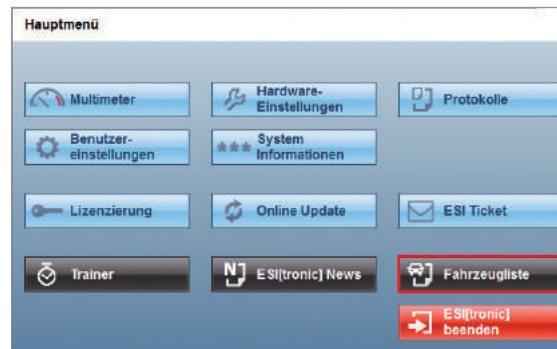 Hauptmenü
Multimeter
Hardware-
Einstellungen
Protokolle
Benutzer-
einstellungen
System
Informationen
Lizenzierung
Online Update
ESI Ticket
Trainer
ESI[tronic] News
Fahrzeugliste
ESI[tronic]
beenden